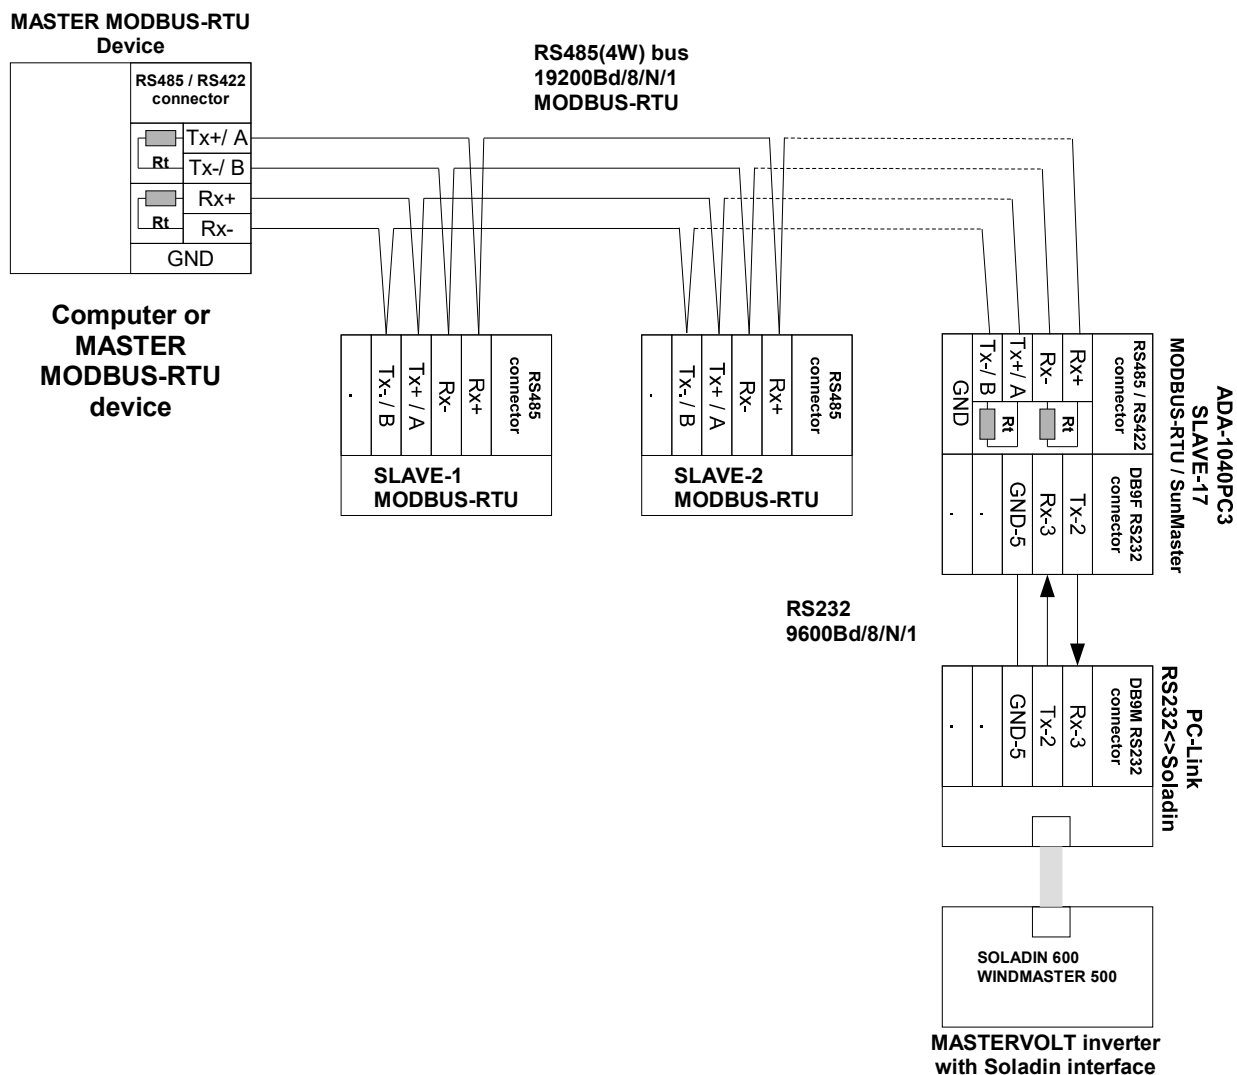 MASTER MODBUS-RTU
Device
RS485 / RS422
connector
Tx+/ A
Rt
Tx-/ B
Rx+
Rt
Rx-
GND
Computer or
MASTER
MODBUS-RTU
device
RS485(4W) bus
19200Bd/8/N/1
MODBUS-RTU
.
Tx-/ B
Tx+ / A
Rx-
Rx+
RS485
connector
SLAVE-1
MODBUS-RTU
.
Tx-/ B
Tx+ / A
Rx-
Rx+
RS485
connector
SLAVE-2
MODBUS-RTU
GND
Tx-/ B
Tx+/ A
Rx-
Rx+
Rt
Rt
RS485 / RS422
connector
.
.
GND-5
Rx-3
Tx-2
DB9F RS232
connector
ADA-1040PC3
SLAVE-17
MODBUS-RTU / SunMaster
RS232
9600Bd/8/N/1
.
.
GND-5
Tx-2
Rx-3
DB9M RS232
connector
PC-Link
RS232<>Soladin
SOLADIN 600
WINDMASTER 500
MASTERVOLT inverter
with Soladin interface